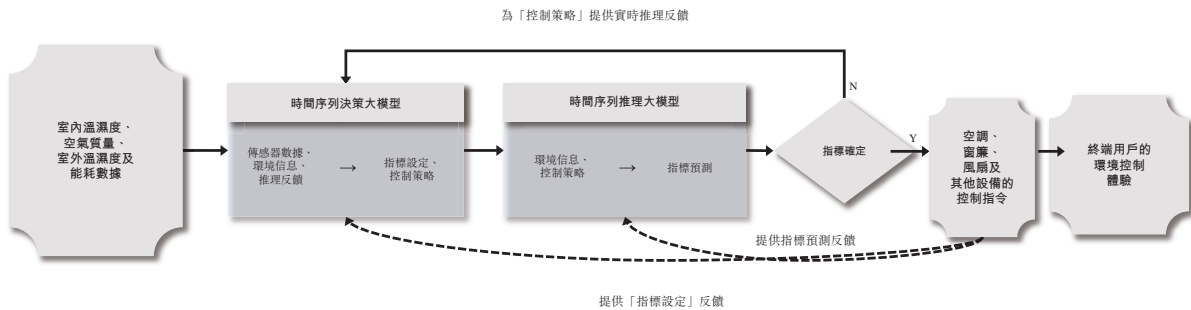 為「控制策略」提供實時推理反饋
室內溫濕度、
空氣質量、
室外溫濕度及
能耗數據
時間序列決策大模型
傳感器數據、
環境信息、
推理反饋
→
指標設定、
控制策略
時間序列推理大模型
環境信息、
控制策略
→
指標預測
指標確定
N
Y
空調、
窗簾、
風扇及
其他設備的
控制指令
終端用戶的
環境控制
體驗
提供指標預測反饋
提供「指標設定」反饋